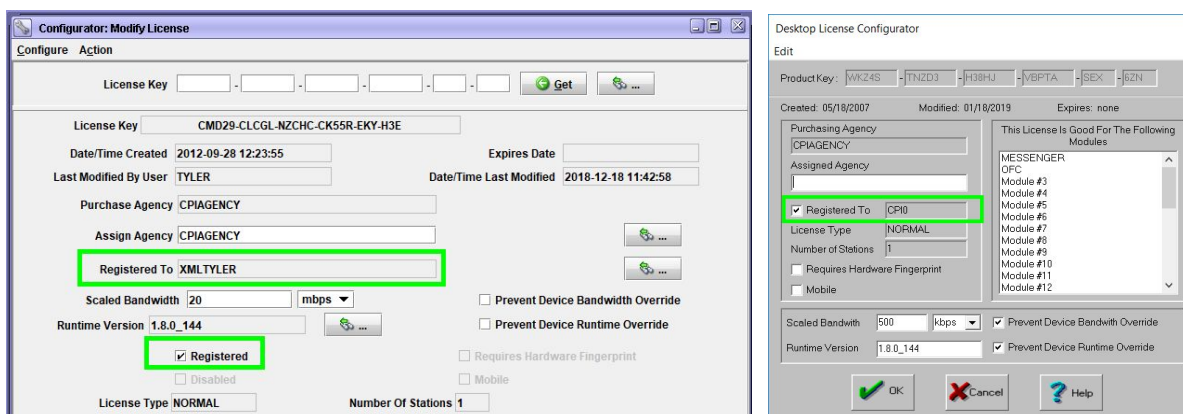 Configurator: Modify License
Configure Action
License Key - - - - - Get ...
License Key CMD29-CLCGL-NZCHC-CK55R-EKY-H3E
Date/Time Created 2012-09-28 12:23:55 Expires Date
Last Modified By User TYLER Date/Time Last Modified 2018-12-18 11:42:58
Purchase Agency CPIAGENCY
Assign Agency CPIAGENCY ...
Registered To XMLTYLER ...
Scaled Bandwidth 20 mbps Prevent Device Bandwidth Override
Runtime Version 1.8.0_144 ... Prevent Device Runtime Override
Registered Requires Hardware Fingerprint
Disabled Mobile
License Type NORMAL Number Of Stations 1
Desktop License Configurator
Edit
Product Key: WKZ4S - TNZD3 - H38HJ - VBPTA - SEX - 6ZN
Created: 05/18/2007 Modified: 01/18/2019 Expires: none
Purchasing Agency
CPIAGENCY
Assigned Agency
Registered To CPI0
License Type NORMAL
Number of Stations 1
Requires Hardware Fingerprint
Mobile
This License Is Good For The Following
Modules
MESSENGER
OFC
Module #3
Module #4
Module #5
Module #6
Module #7
Module #8
Module #9
Module #10
Module #11
Module #12
Scaled Bandwith 500 kbps Prevent Device Bandwith Override
Runtime Version 1.8.0_144 Prevent Device Runtime Override
OK Cancel Help